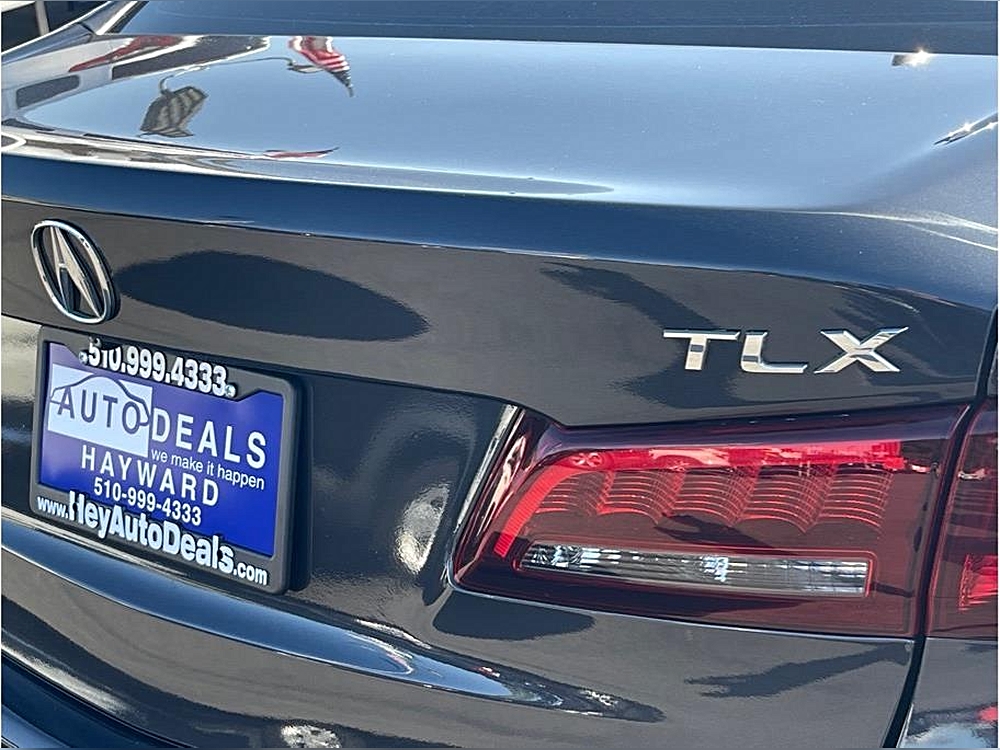 TLX
510.999.4333
AUTO DEALS
we make it happen
HAYWARD
510-999-4333
www.HeyAutoDeals.com